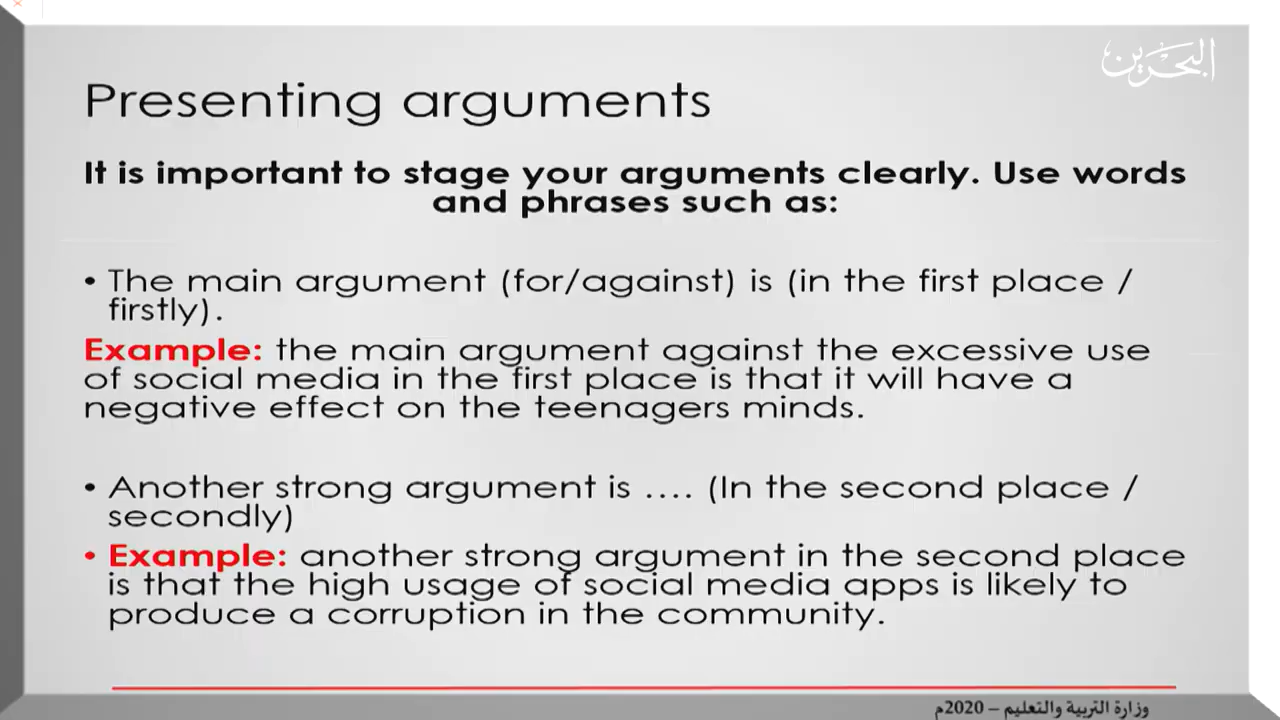 البحرين
Presenting arguments
It is important to stage your arguments clearly. Use words
and phrases such as:
• The main argument (for/against) is (in the first place /
firstly).
Example: the main argument against the excessive use
of social media in the first place is that it will have a
negative effect on the teenagers minds.
• Another strong argument is .... (In the second place /
secondly)
• Example: another strong argument in the second place
is that the high usage of social media apps is likely to
produce a corruption in the community.
وزارة التربية والتعليم – 2020م